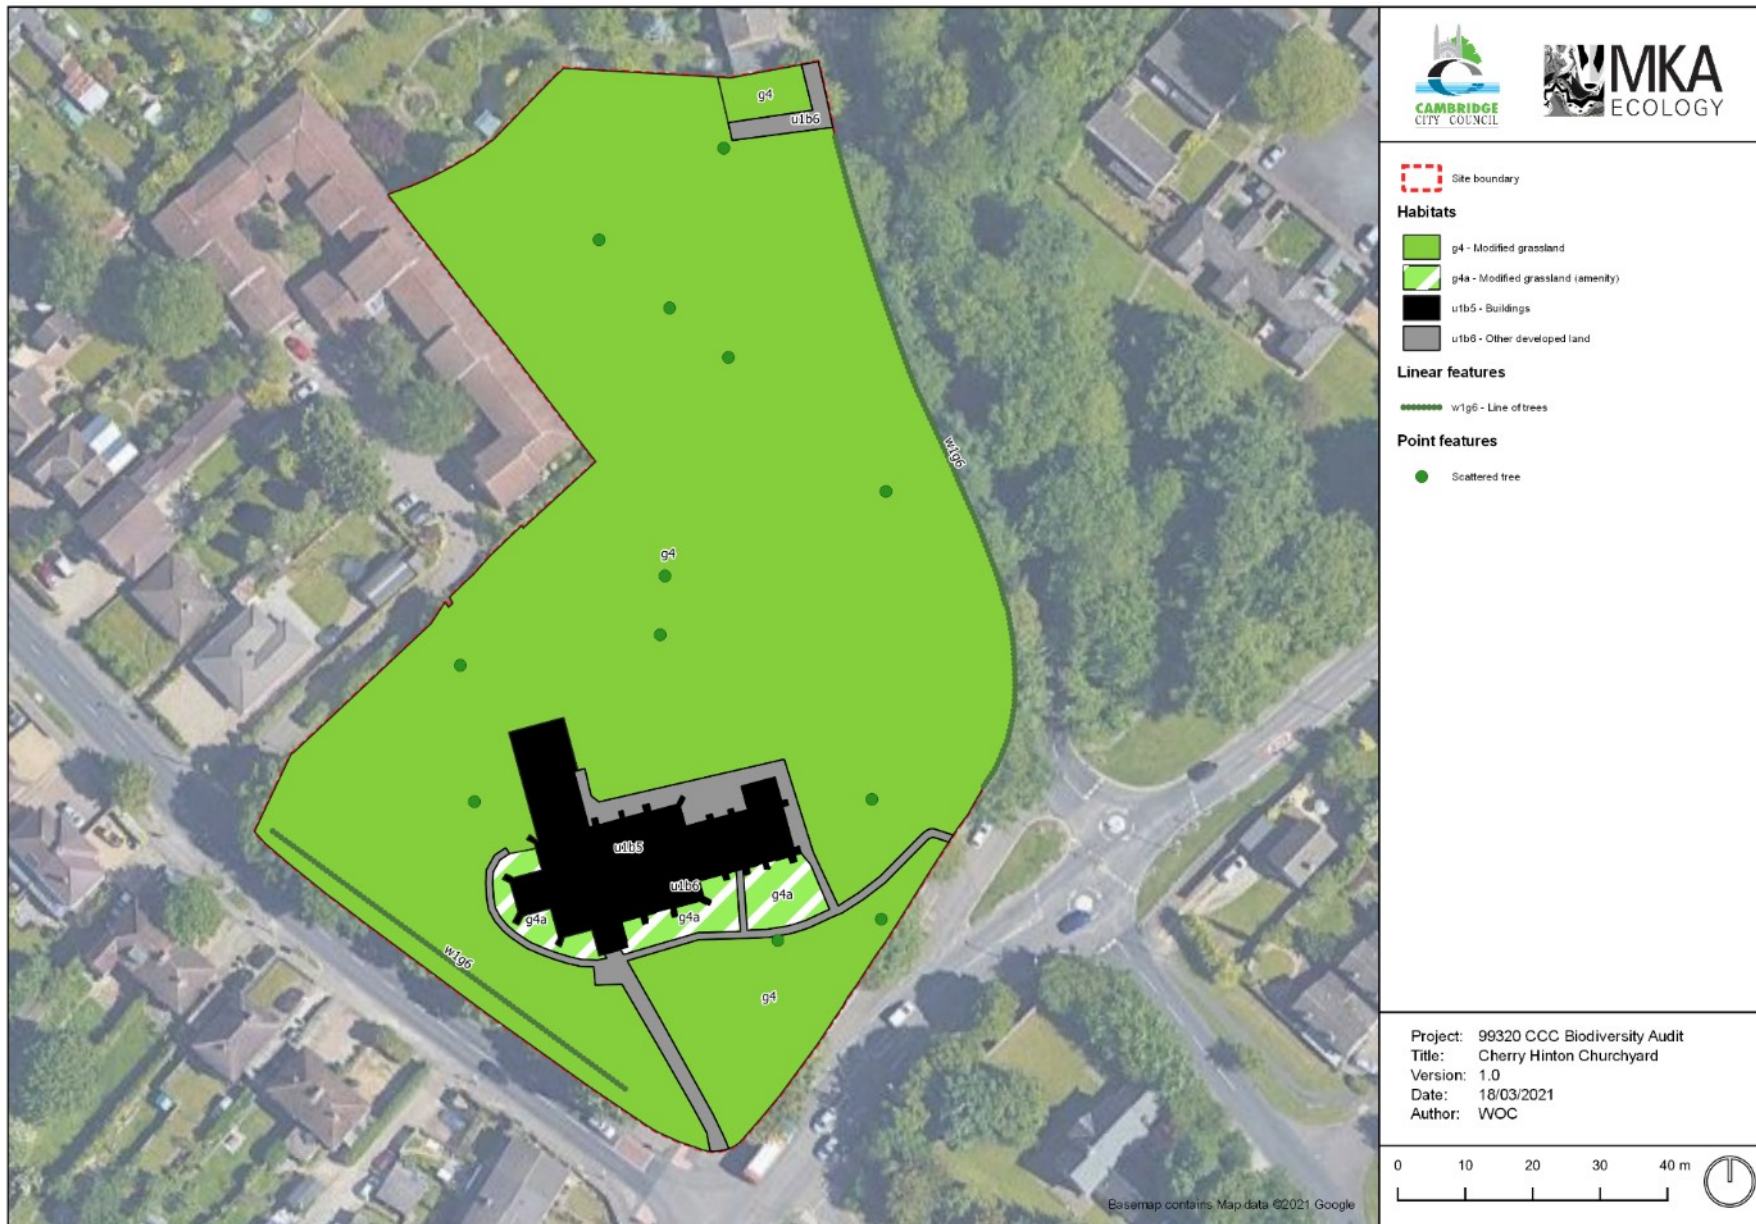 g4
u1b6
w1g6
g4
u1b5
u1b6
g4a
g4a
g4a
w1g6
g4
Basemap contains Map data ©2021 Google
CAMBRIDGE
CITY COUNCIL
MKA
ECOLOGY
Site boundary
Habitats
g4 - Modified grassland
g4a - Modified grassland (amenity)
u1b5 - Buildings
u1b6 - Other developed land
Linear features
w1g6 - Line of trees
Point features
Scattered tree
Project: 99320 CCC Biodiversity Audit
Title: Cherry Hinton Churchyard
Version: 1.0
Date: 18/03/2021
Author: WOC
0 10 20 30 40 m